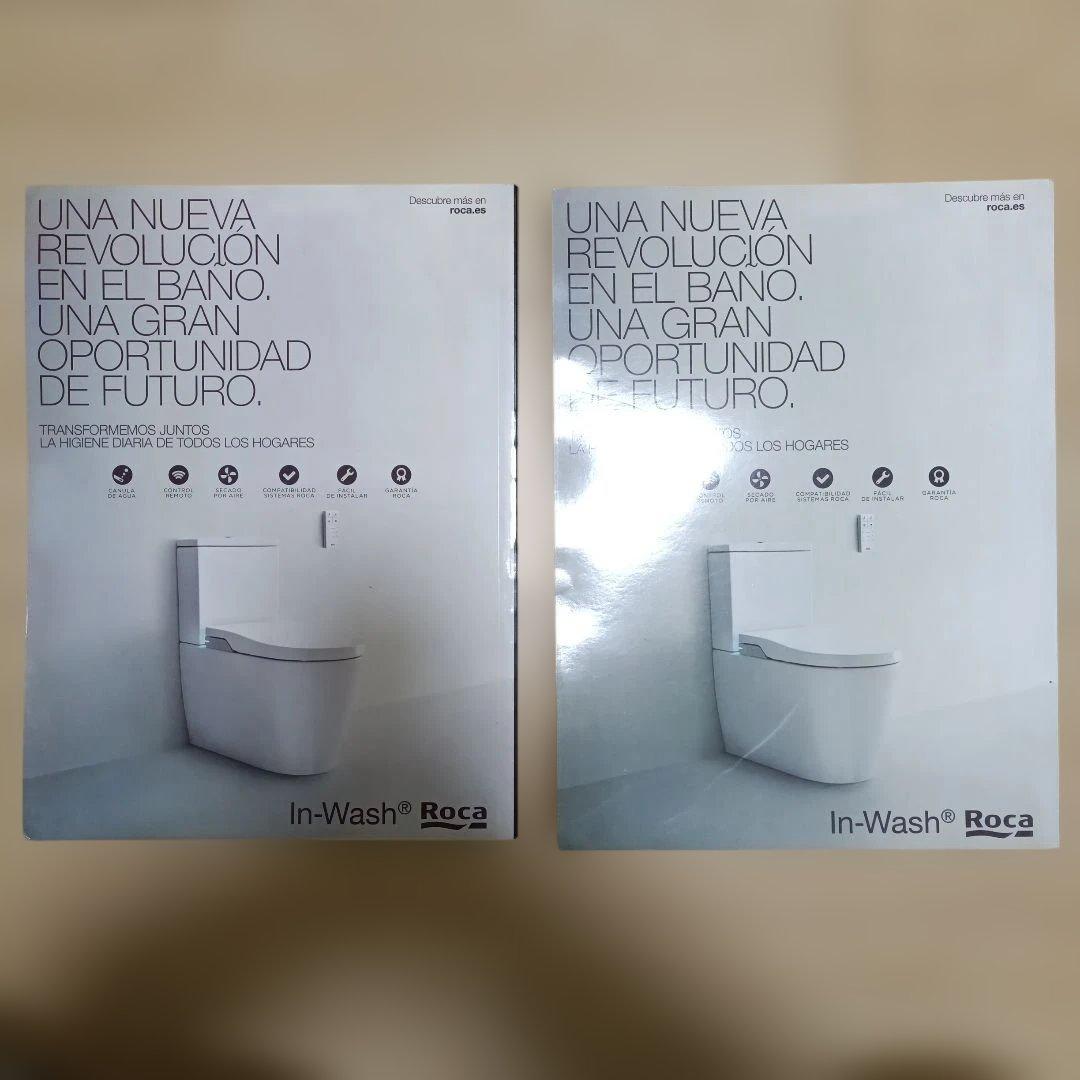 UNA NUEVA
REVOLUCIÓN
EN EL BAÑO.
UNA GRAN
OPORTUNIDAD
DE FUTURO.
Descubre más en
roca.es
TRANSFORMEMOS JUNTOS
LA HIGIENE DIARIA DE TODOS LOS HOGARES
CÁNULA
DE AGUA
CONTROL
REMOTO
SECADO
POR AIRE
COMPATIBILIDAD
SISTEMAS ROCA
FÁCIL
DE INSTALAR
GARANTÍA
ROCA
In-Wash® Roca
UNA NUEVA
REVOLUCIÓN
EN EL BAÑO.
UNA GRAN
OPORTUNIDAD
DE FUTURO.
Descubre más en
roca.es
LOS HOGARES
SECADO
POR AIRE
COMPATIBILIDAD
SISTEMAS ROCA
FÁCIL
DE INSTALAR
GARANTÍA
ROCA
In-Wash® Roca